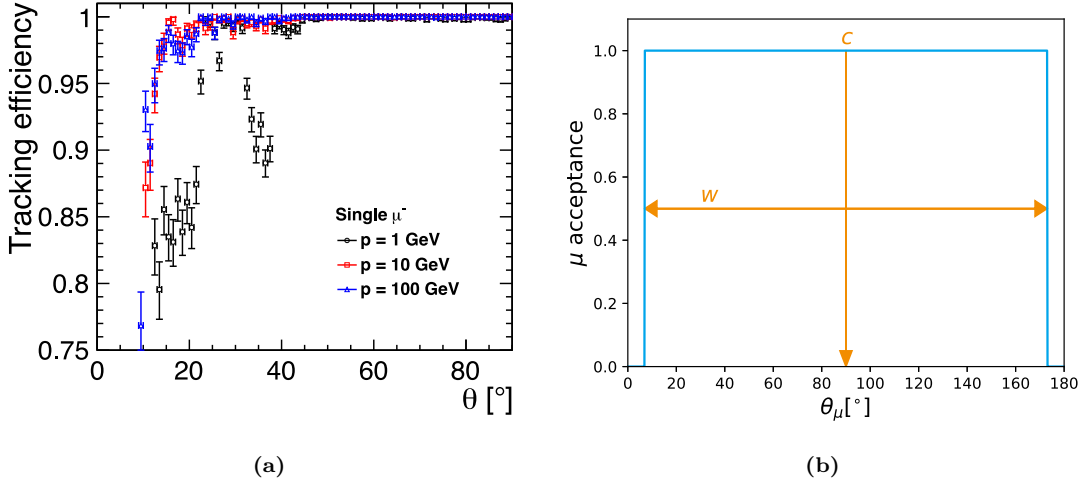 Tracking efficiency
1
0.95
0.9
0.85
0.8
0.75
0
20
40
60
80
θ [°]
Single μ⁻
p = 1 GeV
p = 10 GeV
p = 100 GeV
(a)
μ acceptance
1.0
0.8
0.6
0.4
0.2
0.0
c
w
0 20 40 60 80 100 120 140 160 180
θμ[°]
(b)